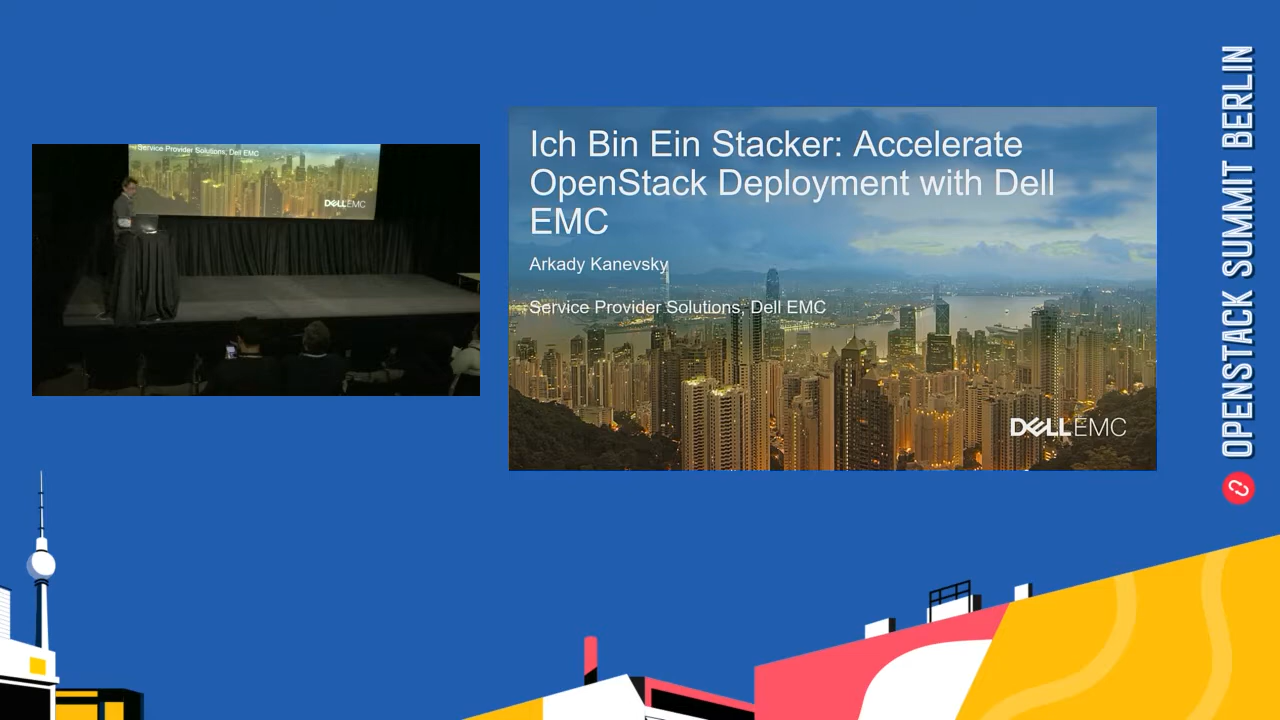 Service Provider Solutions, Dell EMC
DELLEMC
Ich Bin Ein Stacker: Accelerate
OpenStack Deployment with Dell
EMC
Arkady Kanevsky
Service Provider Solutions, Dell EMC
DELLEMC
OPENSTACK SUMMIT BERLIN